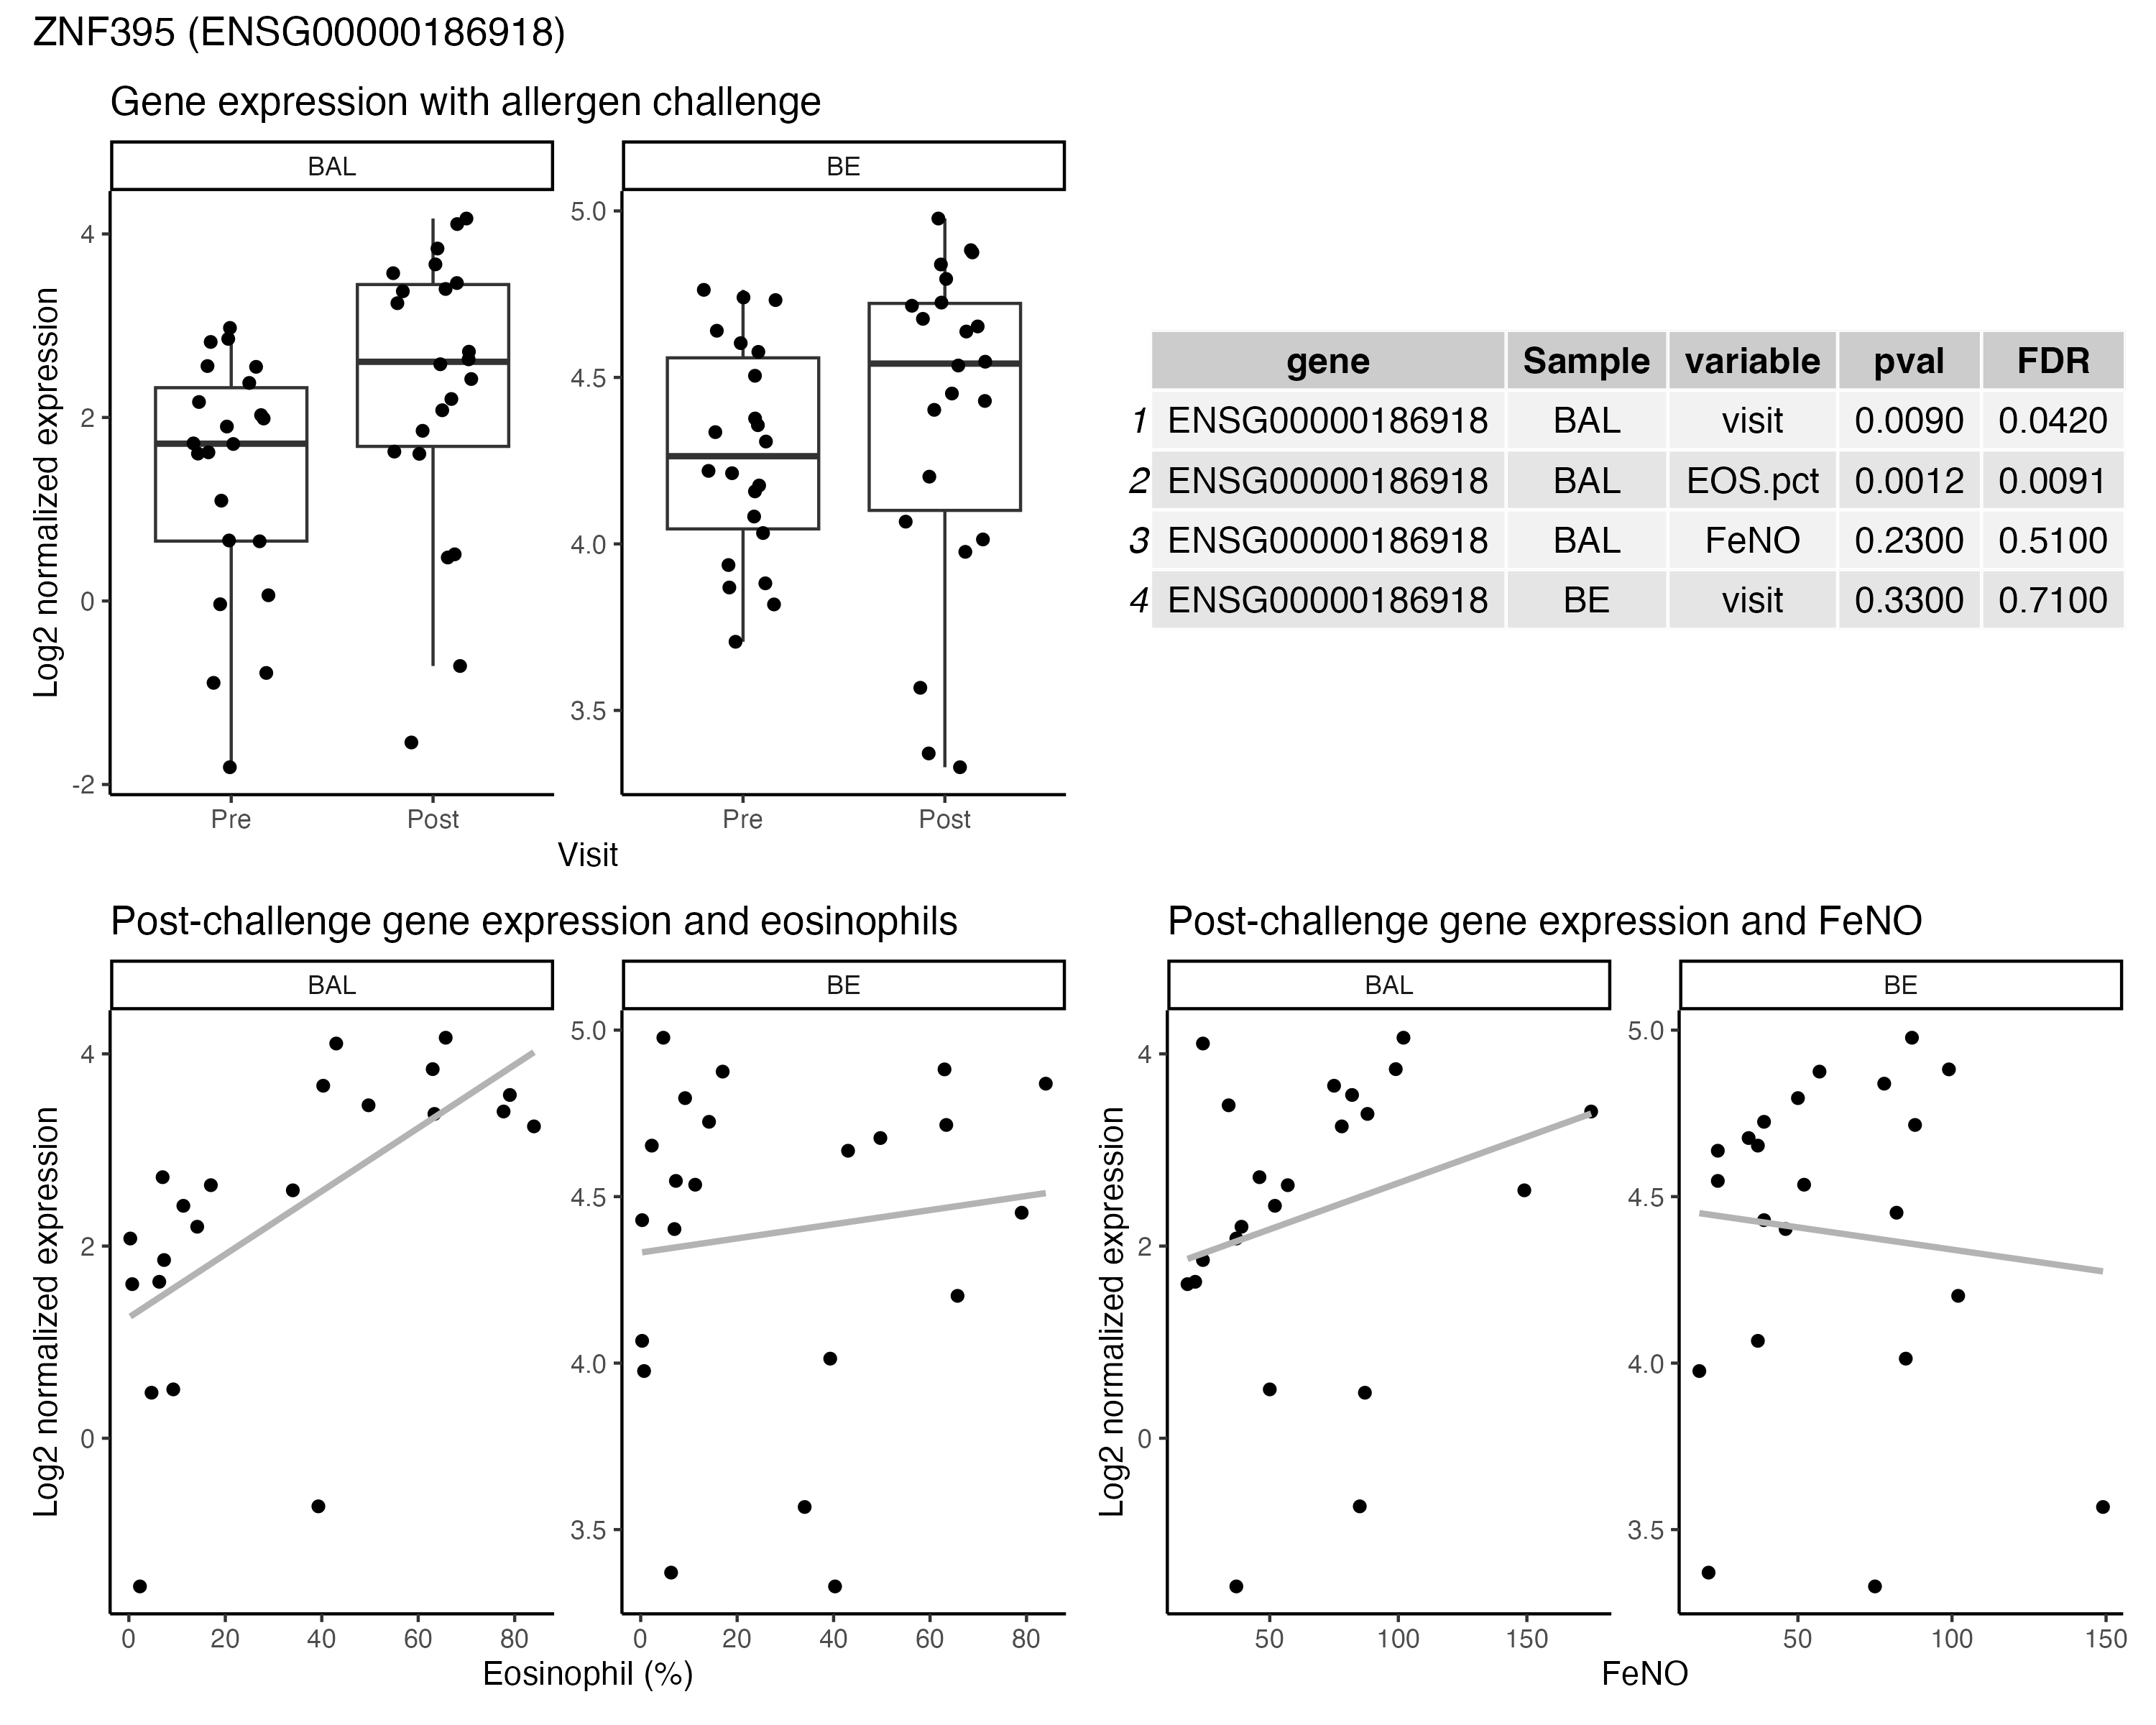 ZNF395 (ENSG00000186918)
Gene expression with allergen challenge
BAL
BE
Log2 normalized expression
4
2
0
-2
5.0
4.5
4.0
3.5
Pre
Post
Pre
Post
Visit
gene Sample variable pval FDR
1 ENSG00000186918 BAL visit 0.0090 0.0420
2 ENSG00000186918 BAL EOS.pct 0.0012 0.0091
3 ENSG00000186918 BAL FeNO 0.2300 0.5100
4 ENSG00000186918 BE visit 0.3300 0.7100
Post-challenge gene expression and eosinophils
BAL
BE
Log2 normalized expression
4
2
0
5.0
4.5
4.0
3.5
0 20 40 60 80
0 20 40 60 80
Eosinophil (%)
Post-challenge gene expression and FeNO
BAL
BE
Log2 normalized expression
4
2
0
5.0
4.5
4.0
3.5
50 100 150
50 100 150
FeNO